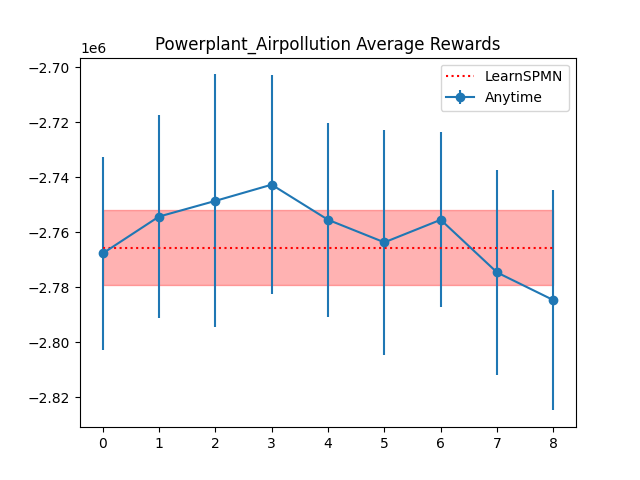 Powerplant_Airpollution Average Rewards
1e6
LearnSPMN
Anytime
−2.70
−2.72
−2.74
−2.76
−2.78
−2.80
−2.82
0 1 2 3 4 5 6 7 8